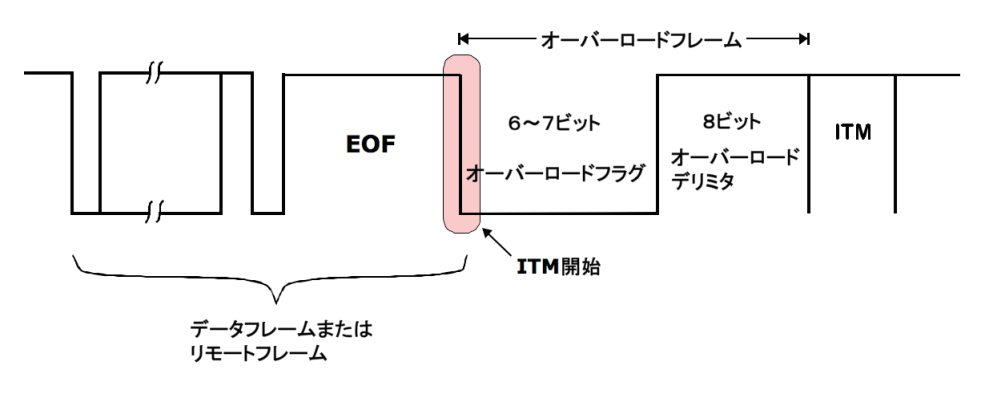 オーバーロードフレーム
EOF
6～7ビット
オーバーロードフラグ
8ビット
オーバーロード
デリミタ
ITM
ITM開始
データフレームまたは
リモートフレーム